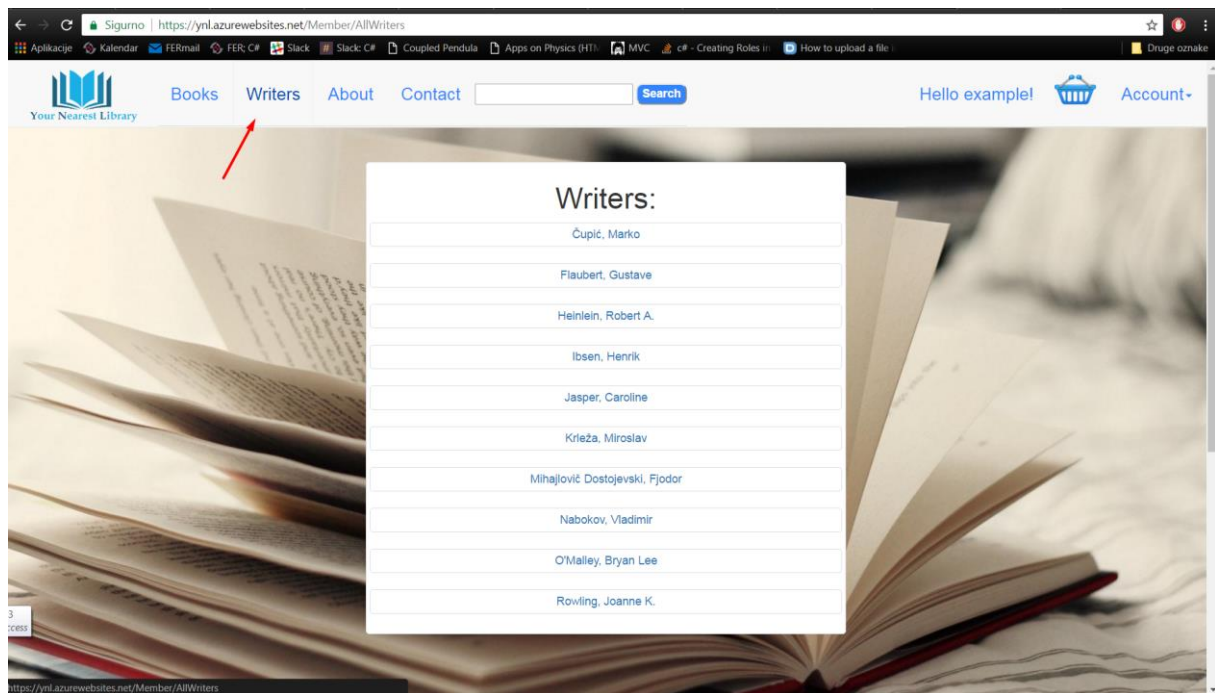 Sigurno | https://ynl.azurewebsites.net/Member/AllWriters
Aplikacije Kalendar FERmail FER; C# Slack Slack: C# Coupled Pendula Apps on Physics (HTM MVC c# - Creating Roles in How to upload a file i Druge oznake
Your Nearest Library Books Writers About Contact Search Hello example! Account
Writers:
Čupić, Marko
Flaubert, Gustave
Heinlein, Robert A.
Ibsen, Henrik
Jasper, Caroline
Krleža, Miroslav
Mihajlovič Dostojevski, Fjodor
Nabokov, Vladimir
O'Malley, Bryan Lee
Rowling, Joanne K.
3
ccess
https://ynl.azurewebsites.net/Member/AllWriters